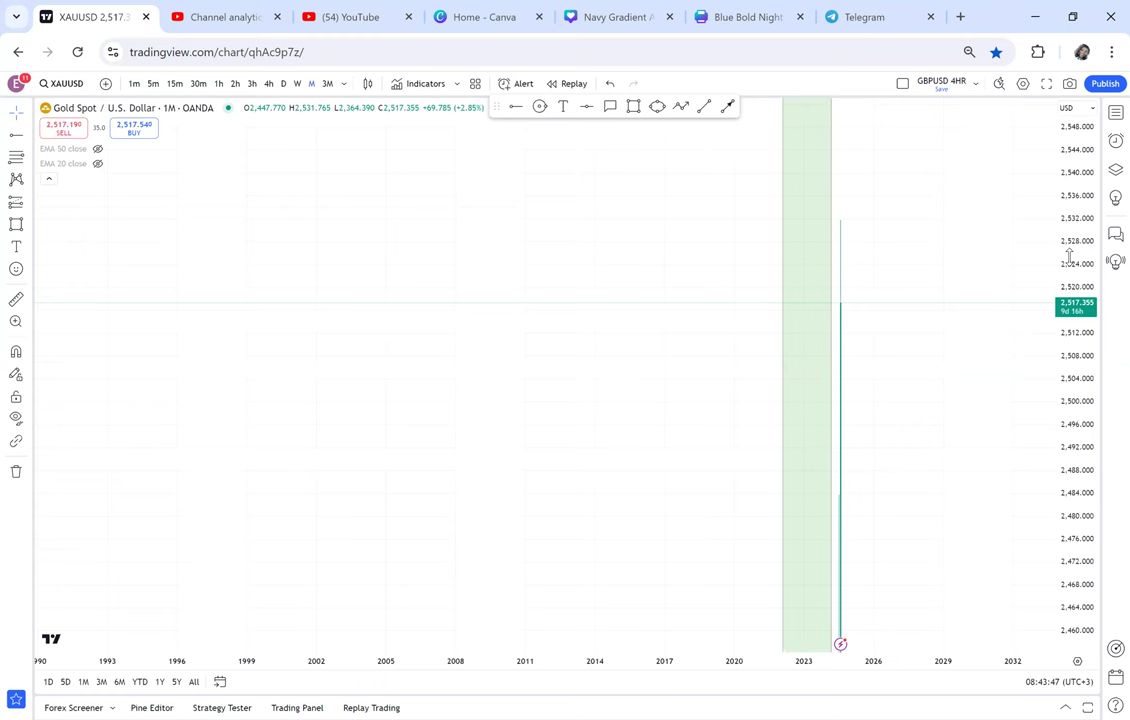 XAUUSD 2,517.3
Channel analytic
(54) YouTube
Home - Canva
Navy Gradient A
Blue Bold Night
Telegram
tradingview.com/chart/qhAc9p7z/
E 11 XAUUSD 1m 5m 15m 30m 1h 2h 3h 4h D W M 3M Indicators Alert Replay GBPUSD 4HR Save Publish
Gold Spot / U.S. Dollar · 1M · OANDA O2,447.770 H2,531.765 L2,364.390 C2,517.355 +69.785 (+2.85%) USD
2,517.190 SELL 35.0 2,517.540 BUY
EMA 50 close
EMA 20 close
2,548.000
2,544.000
2,540.000
2,536.000
2,532.000
2,528.000
2,524.000
2,520.000
2,517.355
9d 16h
2,512.000
2,508.000
2,504.000
2,500.000
2,496.000
2,492.000
2,488.000
2,484.000
2,480.000
2,476.000
2,472.000
2,468.000
2,464.000
2,460.000
990 1993 1996 1999 2002 2005 2008 2011 2014 2017 2020 2023 2026 2029 2032
1D 5D 1M 3M 6M YTD 1Y 5Y All 08:43:47 (UTC+3)
Forex Screener Pine Editor Strategy Tester Trading Panel Replay Trading